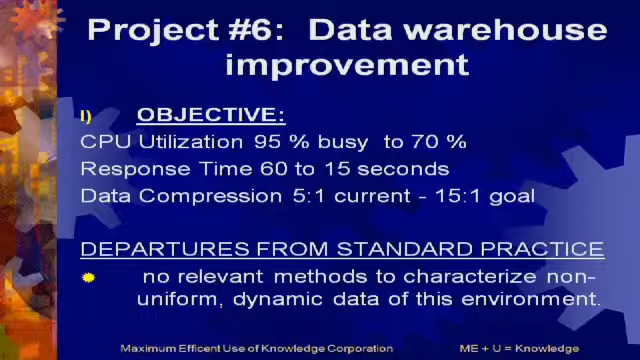 Project #6: Data warehouse
improvement
I) OBJECTIVE:
CPU Utilization 95 % busy to 70 %
Response Time 60 to 15 seconds
Data Compression 5:1 current - 15:1 goal
DEPARTURES FROM STANDARD PRACTICE
no relevant methods to characterize non-
uniform, dynamic data of this environment.
Maximum Efficent Use of Knowledge Corporation ME + U = Knowledge